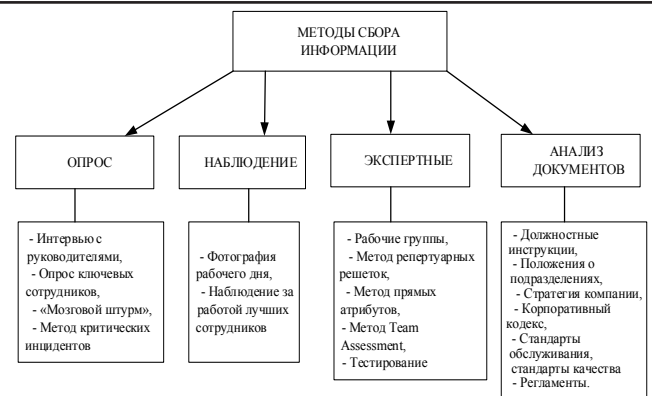 МЕТОДЫ СБОРА
ИНФОРМАЦИИ
ОПРОС
НАБЛЮДЕНИЕ
ЭКСПЕРТНЫЕ
АНАЛИЗ
ДОКУМЕНТОВ
- Интервью с
руководителями,
- Опрос ключевых
сотрудников,
- «Мозговой штурм»,
- Метод критических
инцидентов
- Фотография
рабочего дня,
- Наблюдение за
работой лучших
сотрудников
- Рабочие группы,
- Метод репертуарных
решеток,
- Метод прямых
атрибутов,
- Метод Team
Assessment,
- Тестирование
- Должностные
инструкции,
- Положения о
подразделениях,
- Стратегия компании,
- Корпоративный
кодекс,
- Стандарты
обслуживания,
стандарты качества
- Регламенты.